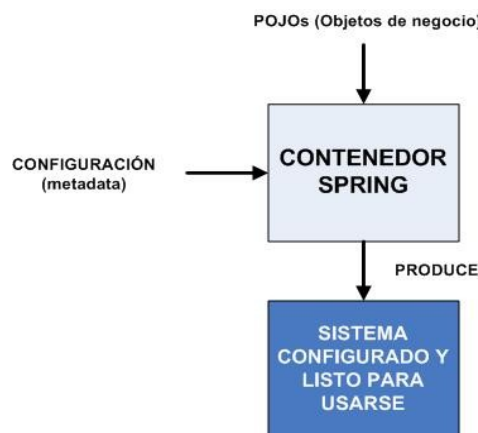 POJOs (Objetos de negocio)
CONFIGURACIÓN
(metadata)
CONTENEDOR
SPRING
PRODUCE
SISTEMA
CONFIGURADO Y
LISTO PARA
USARSE